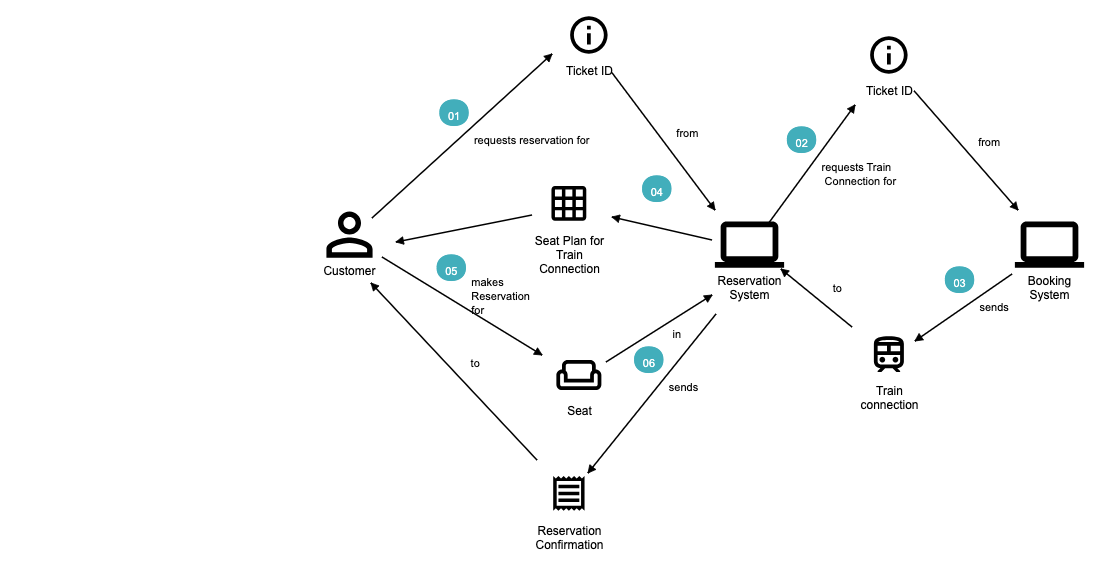 Ticket ID
Ticket ID
01
requests reservation for
from
02
from
requests Train
Connection for
04
Seat Plan for
Train
Connection
Customer
05
makes
Reservation
for
Reservation
System
03
Booking
System
to
sends
in
06
to
sends
Seat
Train
connection
Reservation
Confirmation